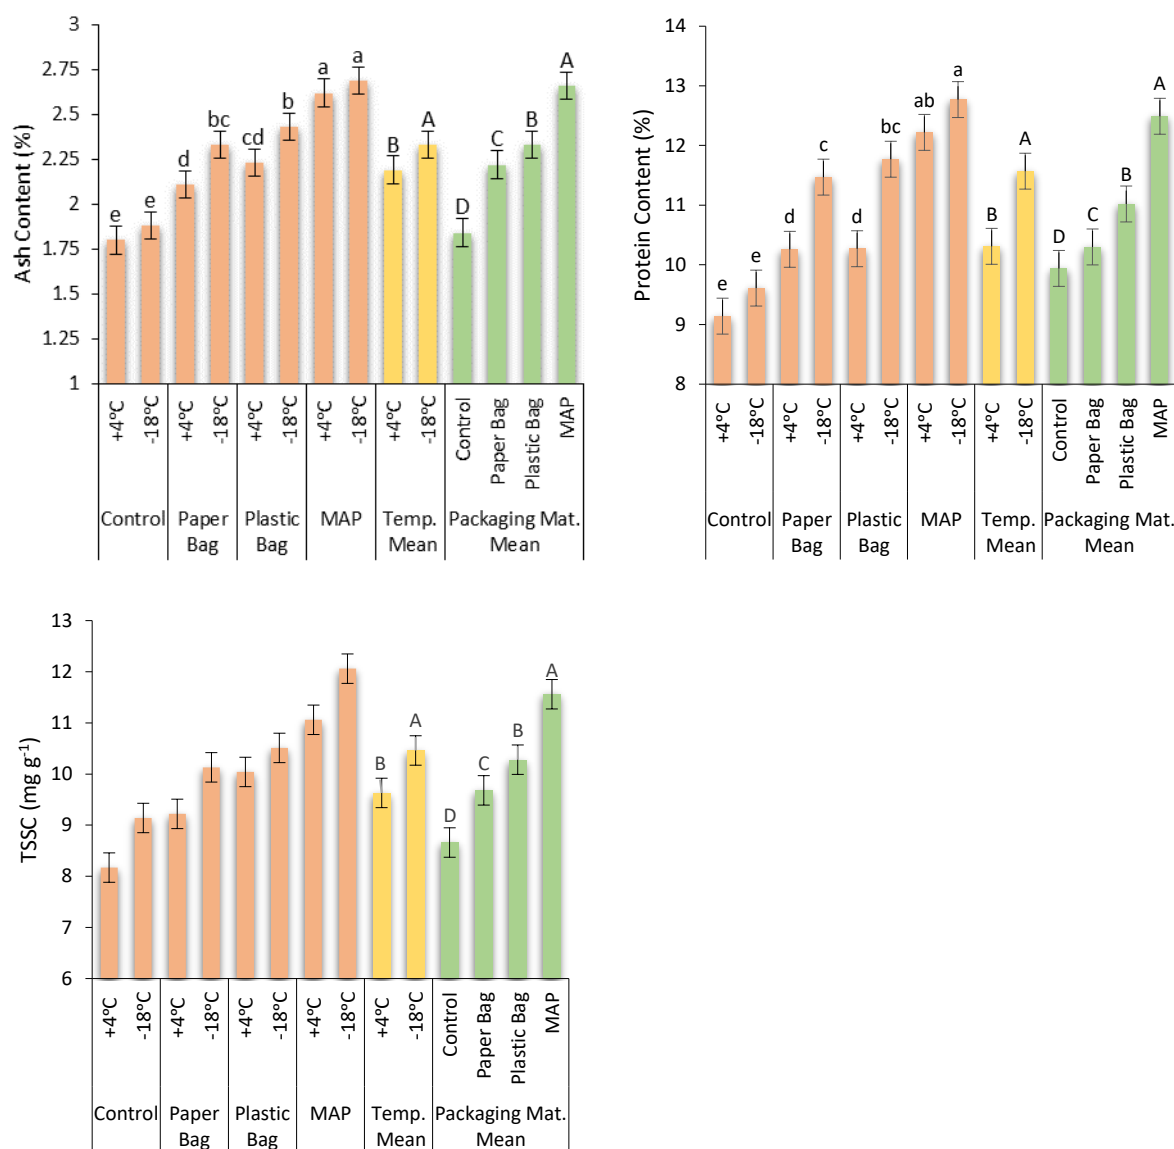 3
2.75
2.5
2.25
2
1.75
1.5
1.25
1
Ash Content (%)
e
e
d
bc
cd
b
a
a
B
A
D
C
B
A
+4°C
-18°C
+4°C
-18°C
+4°C
-18°C
+4°C
-18°C
+4°C
-18°C
Control
Paper Bag
Plastic Bag
MAP
Control
Paper
Bag
Plastic
Bag
MAP
Temp.
Mean
Packaging Mat.
Mean
14
13
12
11
10
9
8
Protein Content (%)
e
e
d
c
d
bc
ab
a
B
A
D
C
B
A
+4°C
-18°C
+4°C
-18°C
+4°C
-18°C
+4°C
-18°C
+4°C
-18°C
Control
Paper Bag
Plastic Bag
MAP
Control
Paper
Bag
Plastic
Bag
MAP
Temp.
Mean
Packaging Mat.
Mean
13
12
11
10
9
8
7
6
TSSC (mg g⁻¹)
B
A
D
C
B
A
+4°C
-18°C
+4°C
-18°C
+4°C
-18°C
+4°C
-18°C
+4°C
-18°C
Control
Paper Bag
Plastic Bag
MAP
Control
Paper
Bag
Plastic
Bag
MAP
Temp.
Mean
Packaging Mat.
Mean